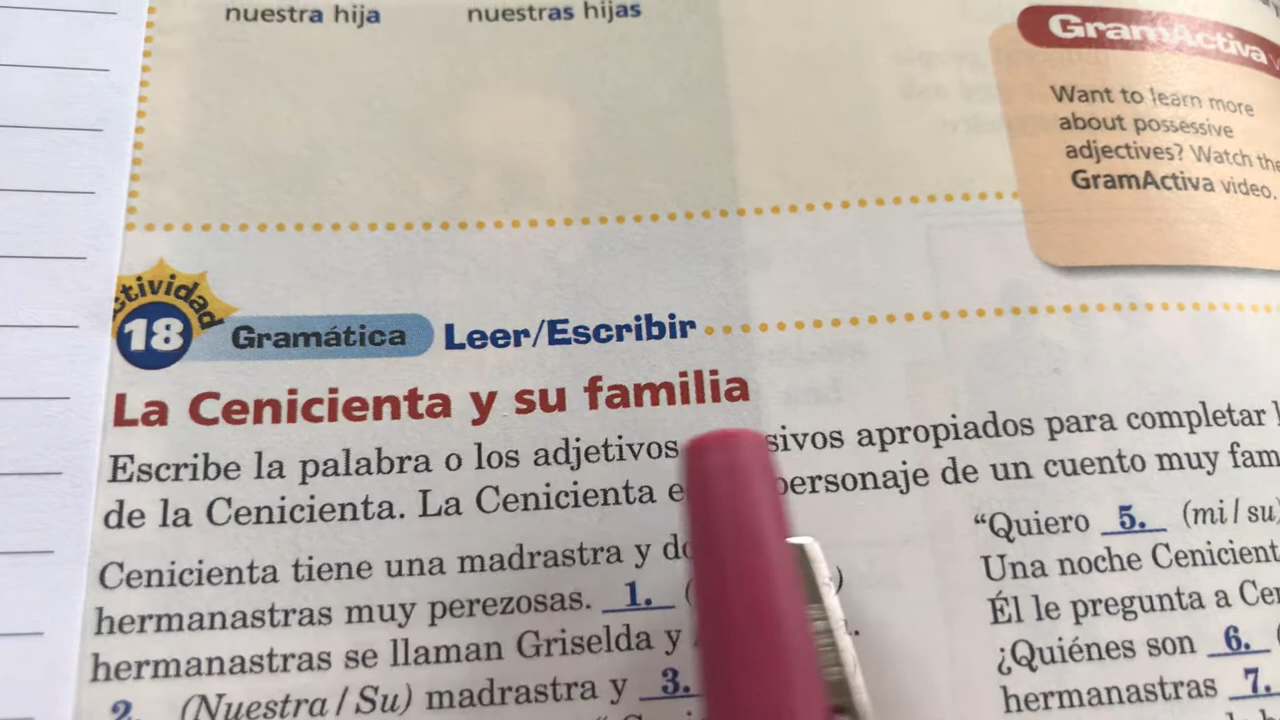 nuestra hija nuestras hijas
GramActiva
Want to learn more
about possessive
adjectives? Watch the
GramActiva video.
ctividad
18 Gramática Leer/Escribir
La Cenicienta y su familia
Escribe la palabra o los adjetivos sivos apropiados para completar
de la Cenicienta. La Cenicienta personaje de un cuento muy fam
Cenicienta tiene una madrastra y
hermanastras muy perezosas. 1. (
hermanastras se llaman Griselda y
2. (Nuestra / Su) madrastra y 3.
"Quiero 5. (mi / su)
Una noche Cenicient
Él le pregunta a Cen
¿Quiénes son 6. (
hermanastras 7.